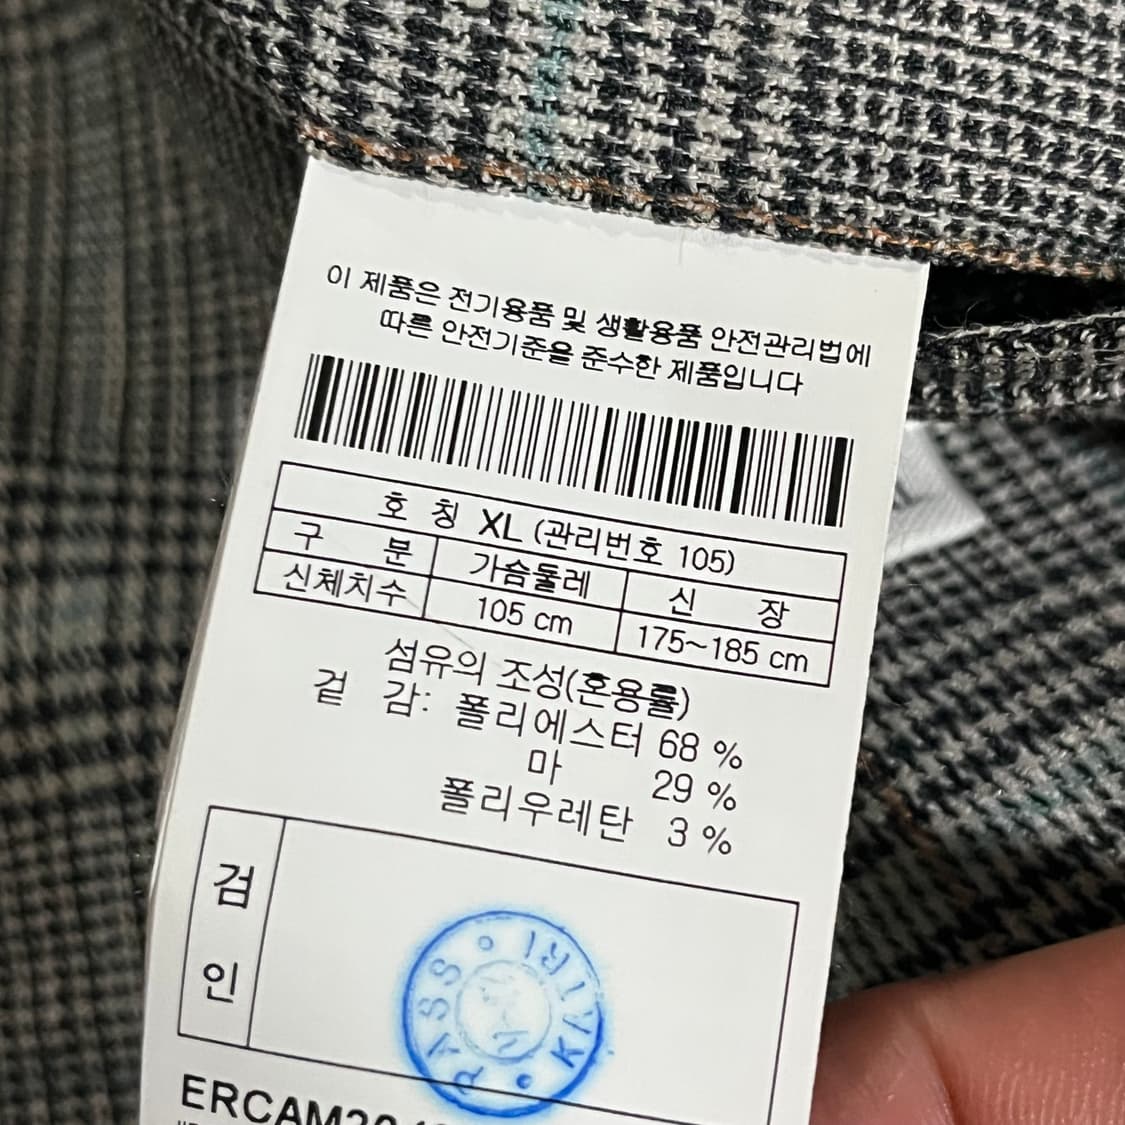 이 제품은 전기용품 및 생활용품 안전관리법에
따른 안전기준을 준수한 제품입니다
호 칭 XL (관리번호 105)
구 분 가슴둘레 신 장
신체치수 105 cm 175~185 cm
섬유의 조성(혼용률)
겉 감: 폴리에스터 68 %
마 29 %
폴리우레탄 3 %
검
인